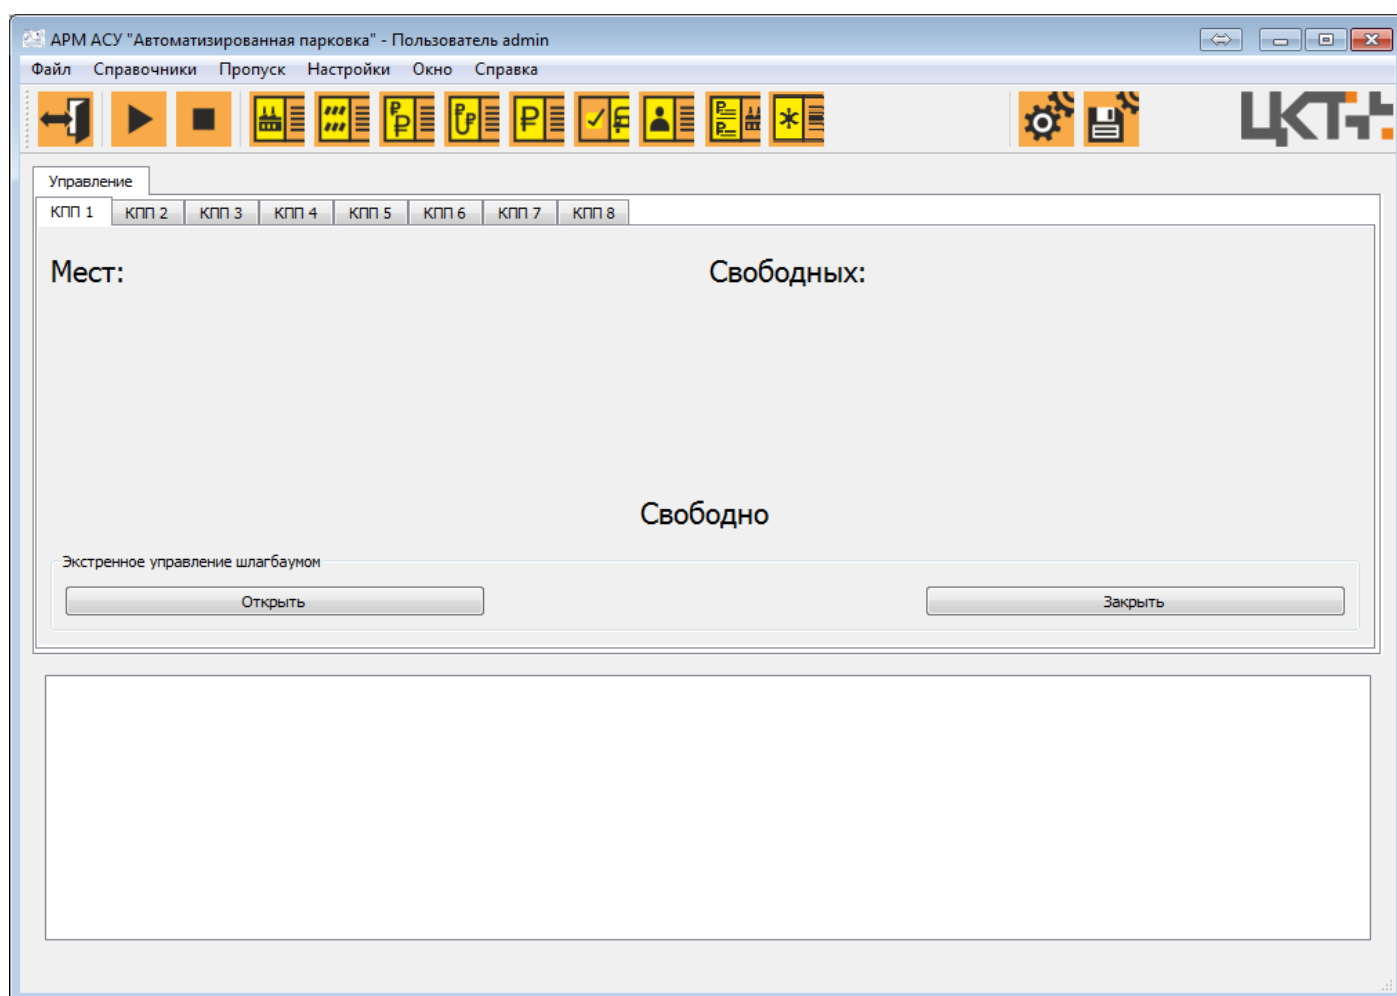 АРМ АСУ "Автоматизированная парковка" - Пользователь admin
Файл Справочники Пропуск Настройки Окно Справка
ЦКТ
Управление
КПП 1 КПП 2 КПП 3 КПП 4 КПП 5 КПП 6 КПП 7 КПП 8
Мест: Свободных:
Свободно
Экстренное управление шлагбаумом
Открыть Закрыть